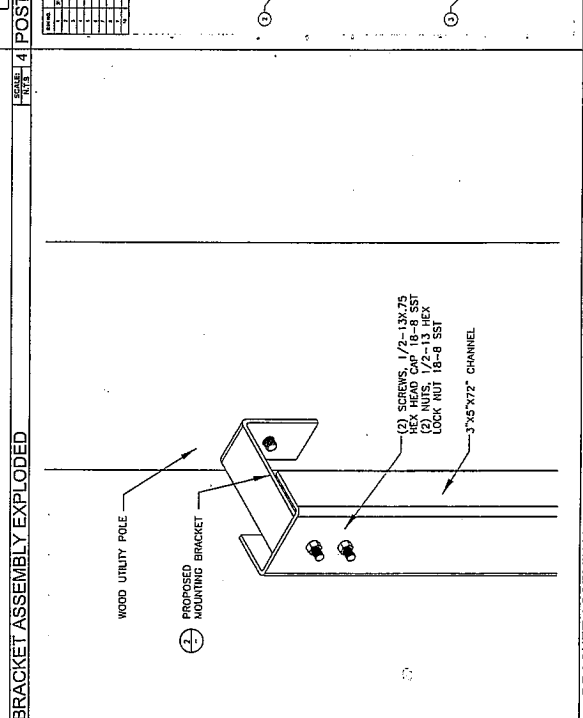 BRACKET ASSEMBLY EXPLODED
SCALE:
N.T.S
4
POST
2
3
WOOD UTILITY POLE
2
-
PROPOSED
MOUNTING BRACKET
(2) SCREWS, 1/2-13X.75
HEX HEAD CAP 18-8 SST
(2) NUTS, 1/2-13 HEX
LOCK NUT 18-8 SST
3"X5"X72" CHANNEL